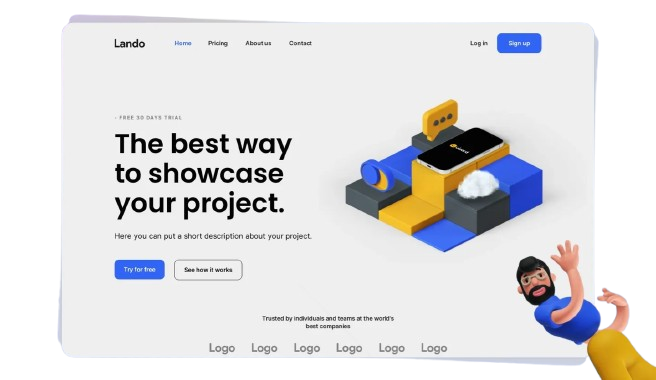 Lando
Home Pricing About us Contact Log in Sign up
- FREE 30 DAYS TRIAL
The best way
to showcase
your project.
Here you can put a short description about your project.
Try for free See how it works
Trusted by individuals and teams at the world's
best companies
Logo Logo Logo Logo Logo Logo